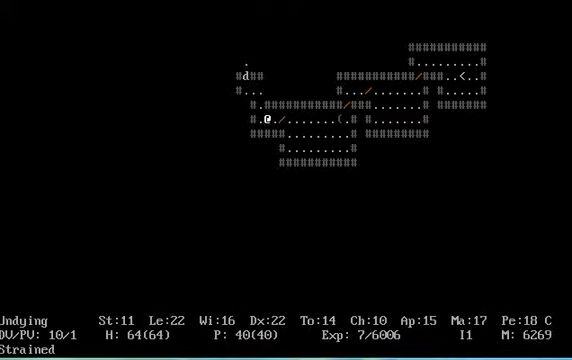 ###########
. #.........#
#d## ###########/###..<..#
#... #.../.......# #.....#
#.###########/###.......# #######
#.@./.......(.# #.......#
#####.........# #########
#.........#
###########
Undying St:11 Le:22 Wi:16 Dx:22 To:14 Ch:10 Ap:15 Ma:17 Pe:18 C
DV/PV: 10/1 H: 64(64) P: 40(40) Exp: 7/6006 I1 M: 6269
Strained